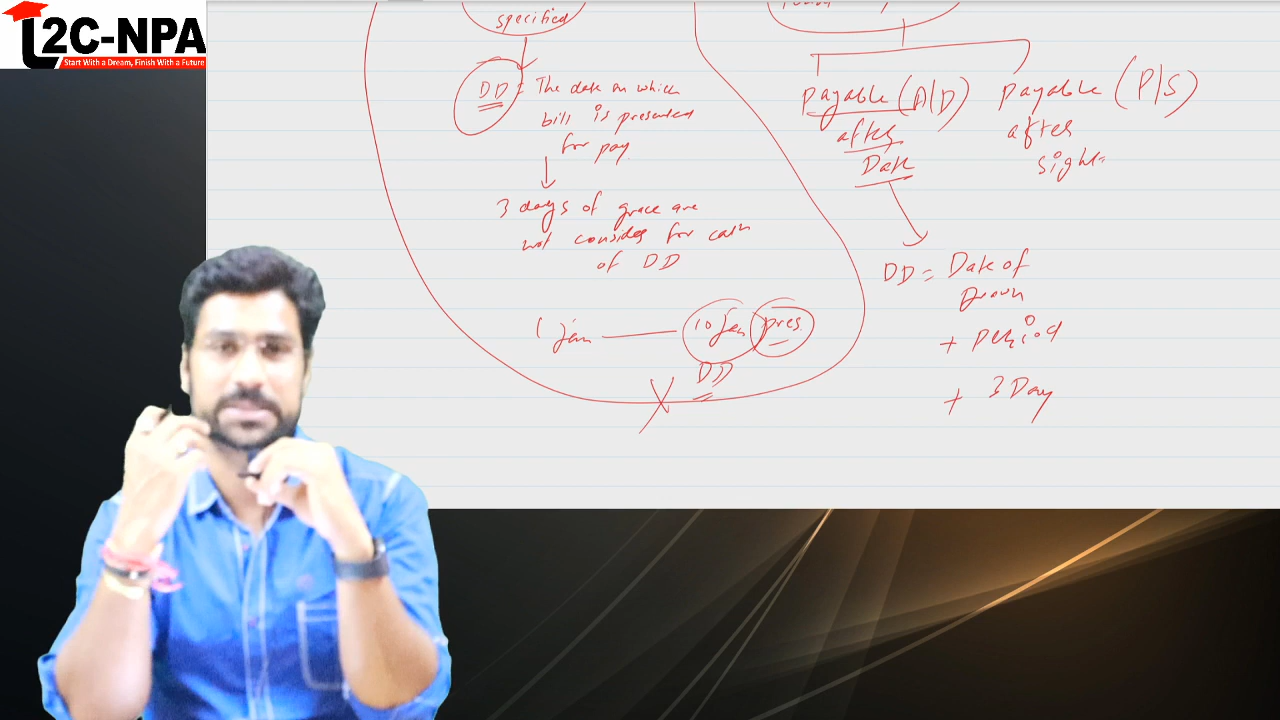 L2C-NPA
Start With a Dream, Finish With a Future
specified
DD = The date on which
bill is presented
for pay
3 days of grace are
not consider for cash
of DD
1 jan 10 jan pres.
DD
Payable (A/D)
after
Date
Payable (P/S)
after
sight
DD = Date of
Drawn
+ Period
+ 3 Day